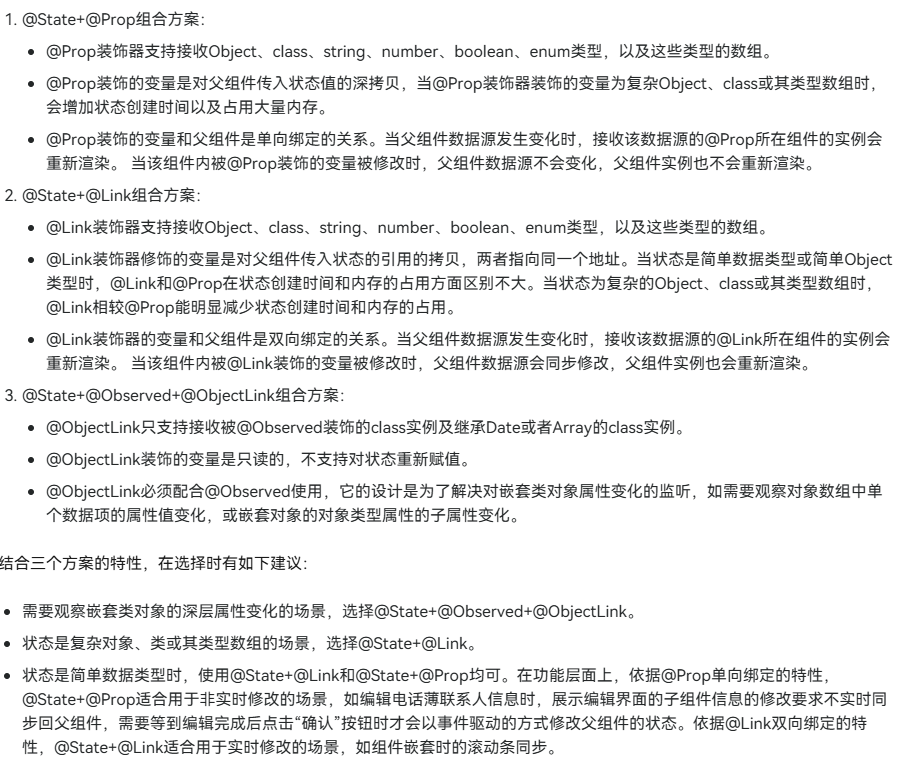 1. @State+@Prop组合方案：
• @Prop装饰器支持接收Object、class、string、number、boolean、enum类型，以及这些类型的数组。
• @Prop装饰的变量是对父组件传入状态值的深拷贝，当@Prop装饰器装饰的变量为复杂Object、class或其类型数组时，
会增加状态创建时间以及占用大量内存。
• @Prop装饰的变量和父组件是单向绑定的关系。当父组件数据源发生变化时，接收该数据源的@Prop所在组件的实例会
重新渲染。 当该组件内被@Prop装饰的变量被修改时，父组件数据源不会变化，父组件实例也不会重新渲染。
2. @State+@Link组合方案：
• @Link装饰器支持接收Object、class、string、number、boolean、enum类型，以及这些类型的数组。
• @Link装饰器修饰的变量是对父组件传入状态的引用的拷贝，两者指向同一个地址。当状态是简单数据类型或简单Object
类型时，@Link和@Prop在状态创建时间和内存的占用方面区别不大。当状态为复杂的Object、class或其类型数组时，
@Link相较@Prop能明显减少状态创建时间和内存的占用。
• @Link装饰器的变量和父组件是双向绑定的关系。当父组件数据源发生变化时，接收该数据源的@Link所在组件的实例会
重新渲染。 当该组件内被@Link装饰的变量被修改时，父组件数据源会同步修改，父组件实例也会重新渲染。
3. @State+@Observed+@ObjectLink组合方案：
• @ObjectLink只支持接收被@Observed装饰的class实例及继承Date或者Array的class实例。
• @ObjectLink装饰的变量是只读的，不支持对状态重新赋值。
• @ObjectLink必须配合@Observed使用，它的设计是为了解决对嵌套类对象属性变化的监听，如需要观察对象数组中单
个数据项的属性值变化，或嵌套对象的对象类型属性的子属性变化。
结合三个方案的特性，在选择时有如下建议：
• 需要观察嵌套类对象的深层属性变化的场景，选择@State+@Observed+@ObjectLink。
• 状态是复杂对象、类或其类型数组的场景，选择@State+@Link。
• 状态是简单数据类型时，使用@State+@Link和@State+@Prop均可。在功能层面上，依据@Prop单向绑定的特性，
@State+@Prop适合用于非实时修改的场景，如编辑电话薄联系人信息时，展示编辑界面的子组件信息的修改要求不实时同
步回父组件，需要等到编辑完成后点击“确认”按钮时才会以事件驱动的方式修改父组件的状态。依据@Link双向绑定的特
性，@State+@Link适合用于实时修改的场景，如组件嵌套时的滚动条同步。